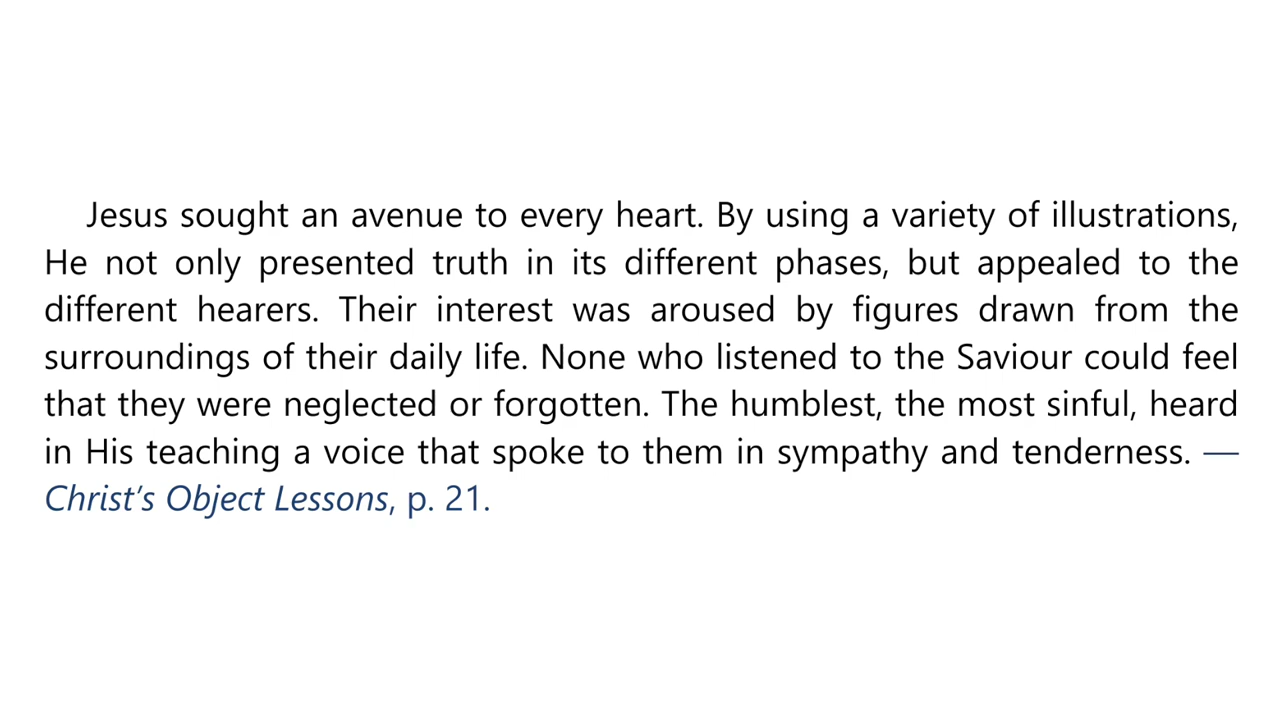 Jesus sought an avenue to every heart. By using a variety of illustrations,
He not only presented truth in its different phases, but appealed to the
different hearers. Their interest was aroused by figures drawn from the
surroundings of their daily life. None who listened to the Saviour could feel
that they were neglected or forgotten. The humblest, the most sinful, heard
in His teaching a voice that spoke to them in sympathy and tenderness. —
Christ’s Object Lessons, p. 21.